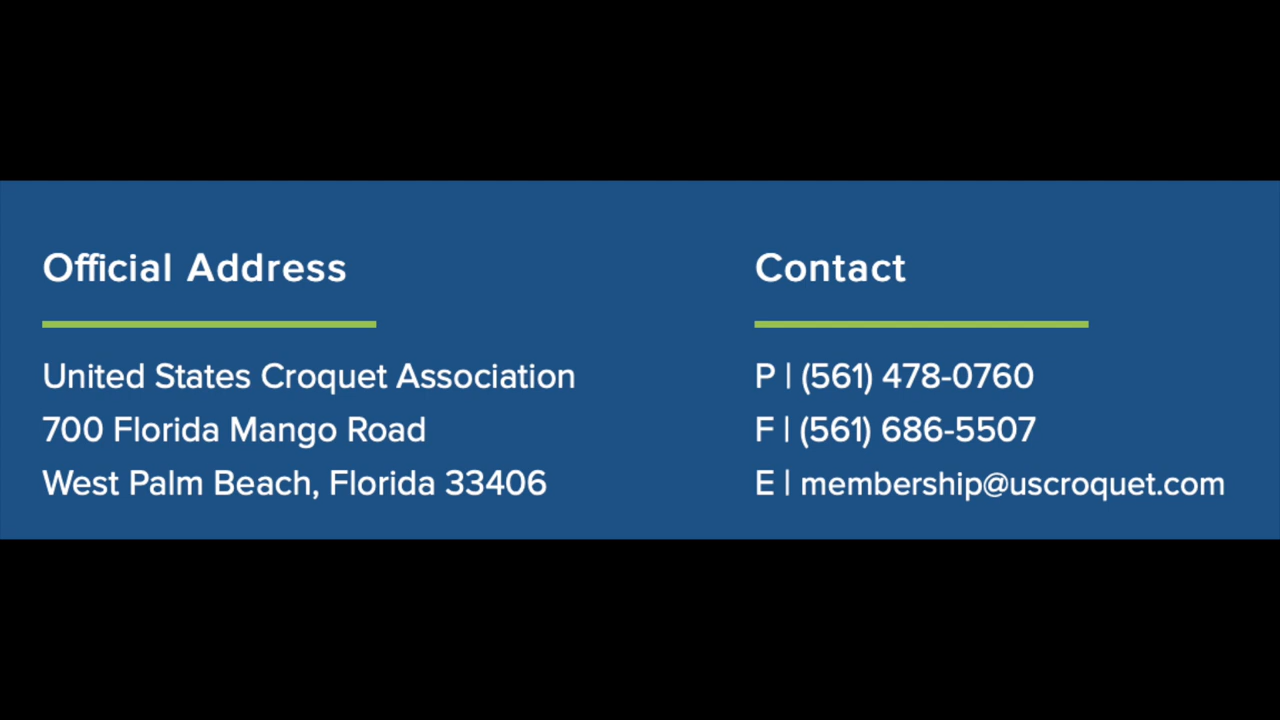 Official Address
United States Croquet Association
700 Florida Mango Road
West Palm Beach, Florida 33406
Contact
P | (561) 478-0760
F | (561) 686-5507
E | membership@uscroquet.com